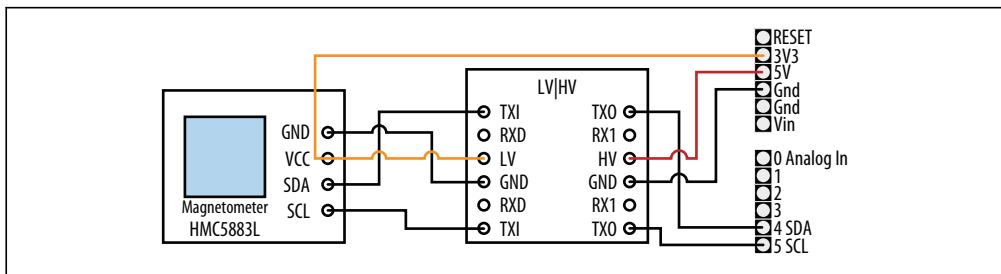 GND
VCC
SDA
SCL
Magnetometer
HMC5883L
LV|HV
TXI
RXD
LV
GND
RXD
TXI
TXO
RX1
HV
GND
RX1
TXO
RESET
3V3
5V
Gnd
Gnd
Vin
0 Analog In
1
2
3
4 SDA
5 SCL